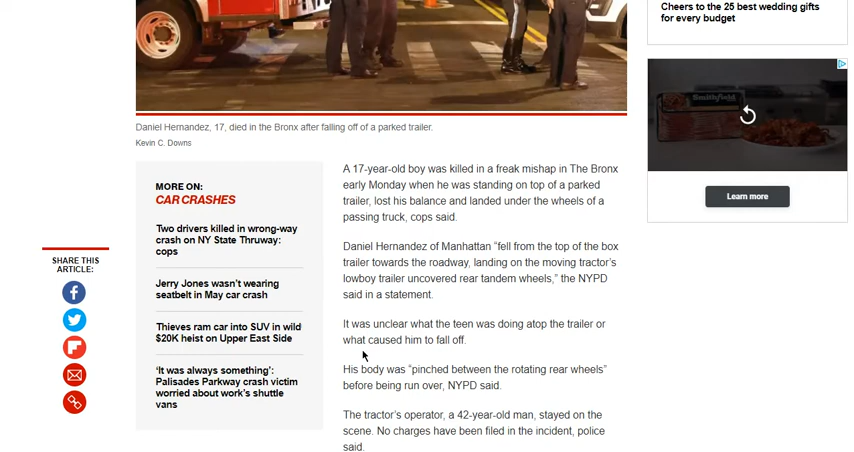 Cheers to the 25 best wedding gifts
for every budget
Daniel Hernandez, 17, died in the Bronx after falling off of a parked trailer.
Kevin C. Downs
Smithfield
Learn more
MORE ON:
CAR CRASHES
Two drivers killed in wrong-way
crash on NY State Thruway:
cops
Jerry Jones wasn't wearing
seatbelt in May car crash
Thieves ram car into SUV in wild
$20K heist on Upper East Side
‘It was always something’:
Palisades Parkway crash victim
worried about work's shuttle
vans
SHARE THIS
ARTICLE:
A 17-year-old boy was killed in a freak mishap in The Bronx
early Monday when he was standing on top of a parked
trailer, lost his balance and landed under the wheels of a
passing truck, cops said.
Daniel Hernandez of Manhattan “fell from the top of the box
trailer towards the roadway, landing on the moving tractor's
lowboy trailer uncovered rear tandem wheels,” the NYPD
said in a statement.
It was unclear what the teen was doing atop the trailer or
what caused him to fall off.
His body was “pinched between the rotating rear wheels”
before being run over, NYPD said.
The tractor's operator, a 42-year-old man, stayed on the
scene. No charges have been filed in the incident, police
said.